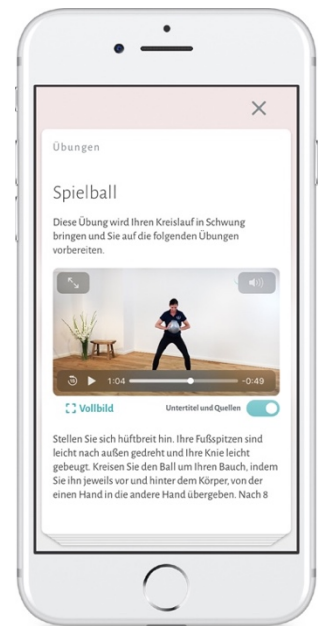 Übungen
Spielball
Diese Übung wird Ihren Kreislauf in Schwung
bringen und Sie auf die folgenden Übungen
vorbereiten.
15
1:04
-0:49
Vollbild
Untertitel und Quellen
Stellen Sie sich hüftbreit hin. Ihre Fußspitzen sind
leicht nach außen gedreht und Ihre Knie leicht
gebeugt. Kreisen Sie den Ball um Ihren Bauch, indem
Sie ihn jeweils vor und hinter dem Körper, von der
einen Hand in die andere Hand übergeben. Nach 8